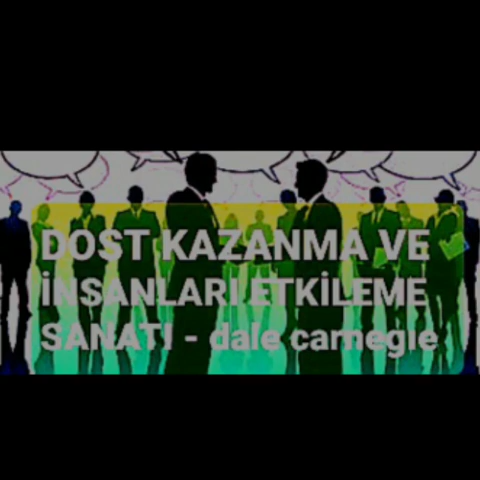 DOST KAZANMA VE
İNSANLARI ETKİLEME
SANATI - dale carnegie